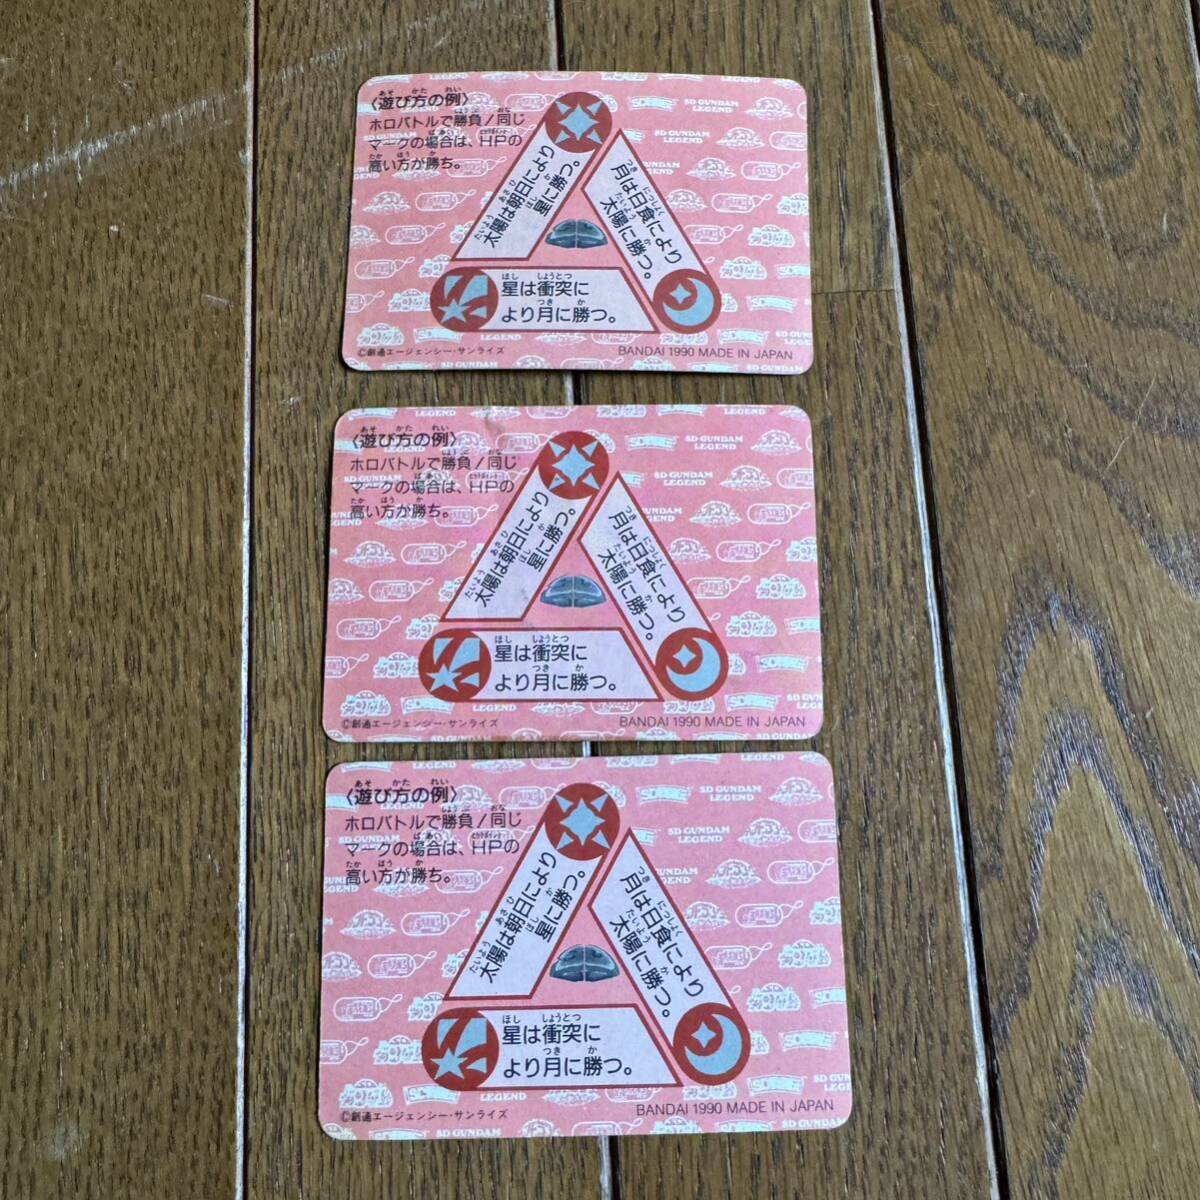 〈遊び方の例〉
ホロバトルで勝負!同じ
マークの場合は、HPの
高い方が勝ち。
太陽は朝日により
星に勝つ。
月は日食により
太陽に勝つ。
星は衝突に
より月に勝つ。
©創通エージェンシー・サンライズ
BANDAI 1990 MADE IN JAPAN
SD GUNDAM
LEGEND
〈遊び方の例〉
ホロバトルで勝負!同じ
マークの場合は、HPの
高い方が勝ち。
太陽は朝日により
星に勝つ。
月は日食により
太陽に勝つ。
星は衝突に
より月に勝つ。
©創通エージェンシー・サンライズ
BANDAI 1990 MADE IN JAPAN
SD GUNDAM
LEGEND
〈遊び方の例〉
ホロバトルで勝負!同じ
マークの場合は、HPの
高い方が勝ち。
太陽は朝日により
星に勝つ。
月は日食により
太陽に勝つ。
星は衝突に
より月に勝つ。
©創通エージェンシー・サンライズ
BANDAI 1990 MADE IN JAPAN
SD GUNDAM
LEGEND